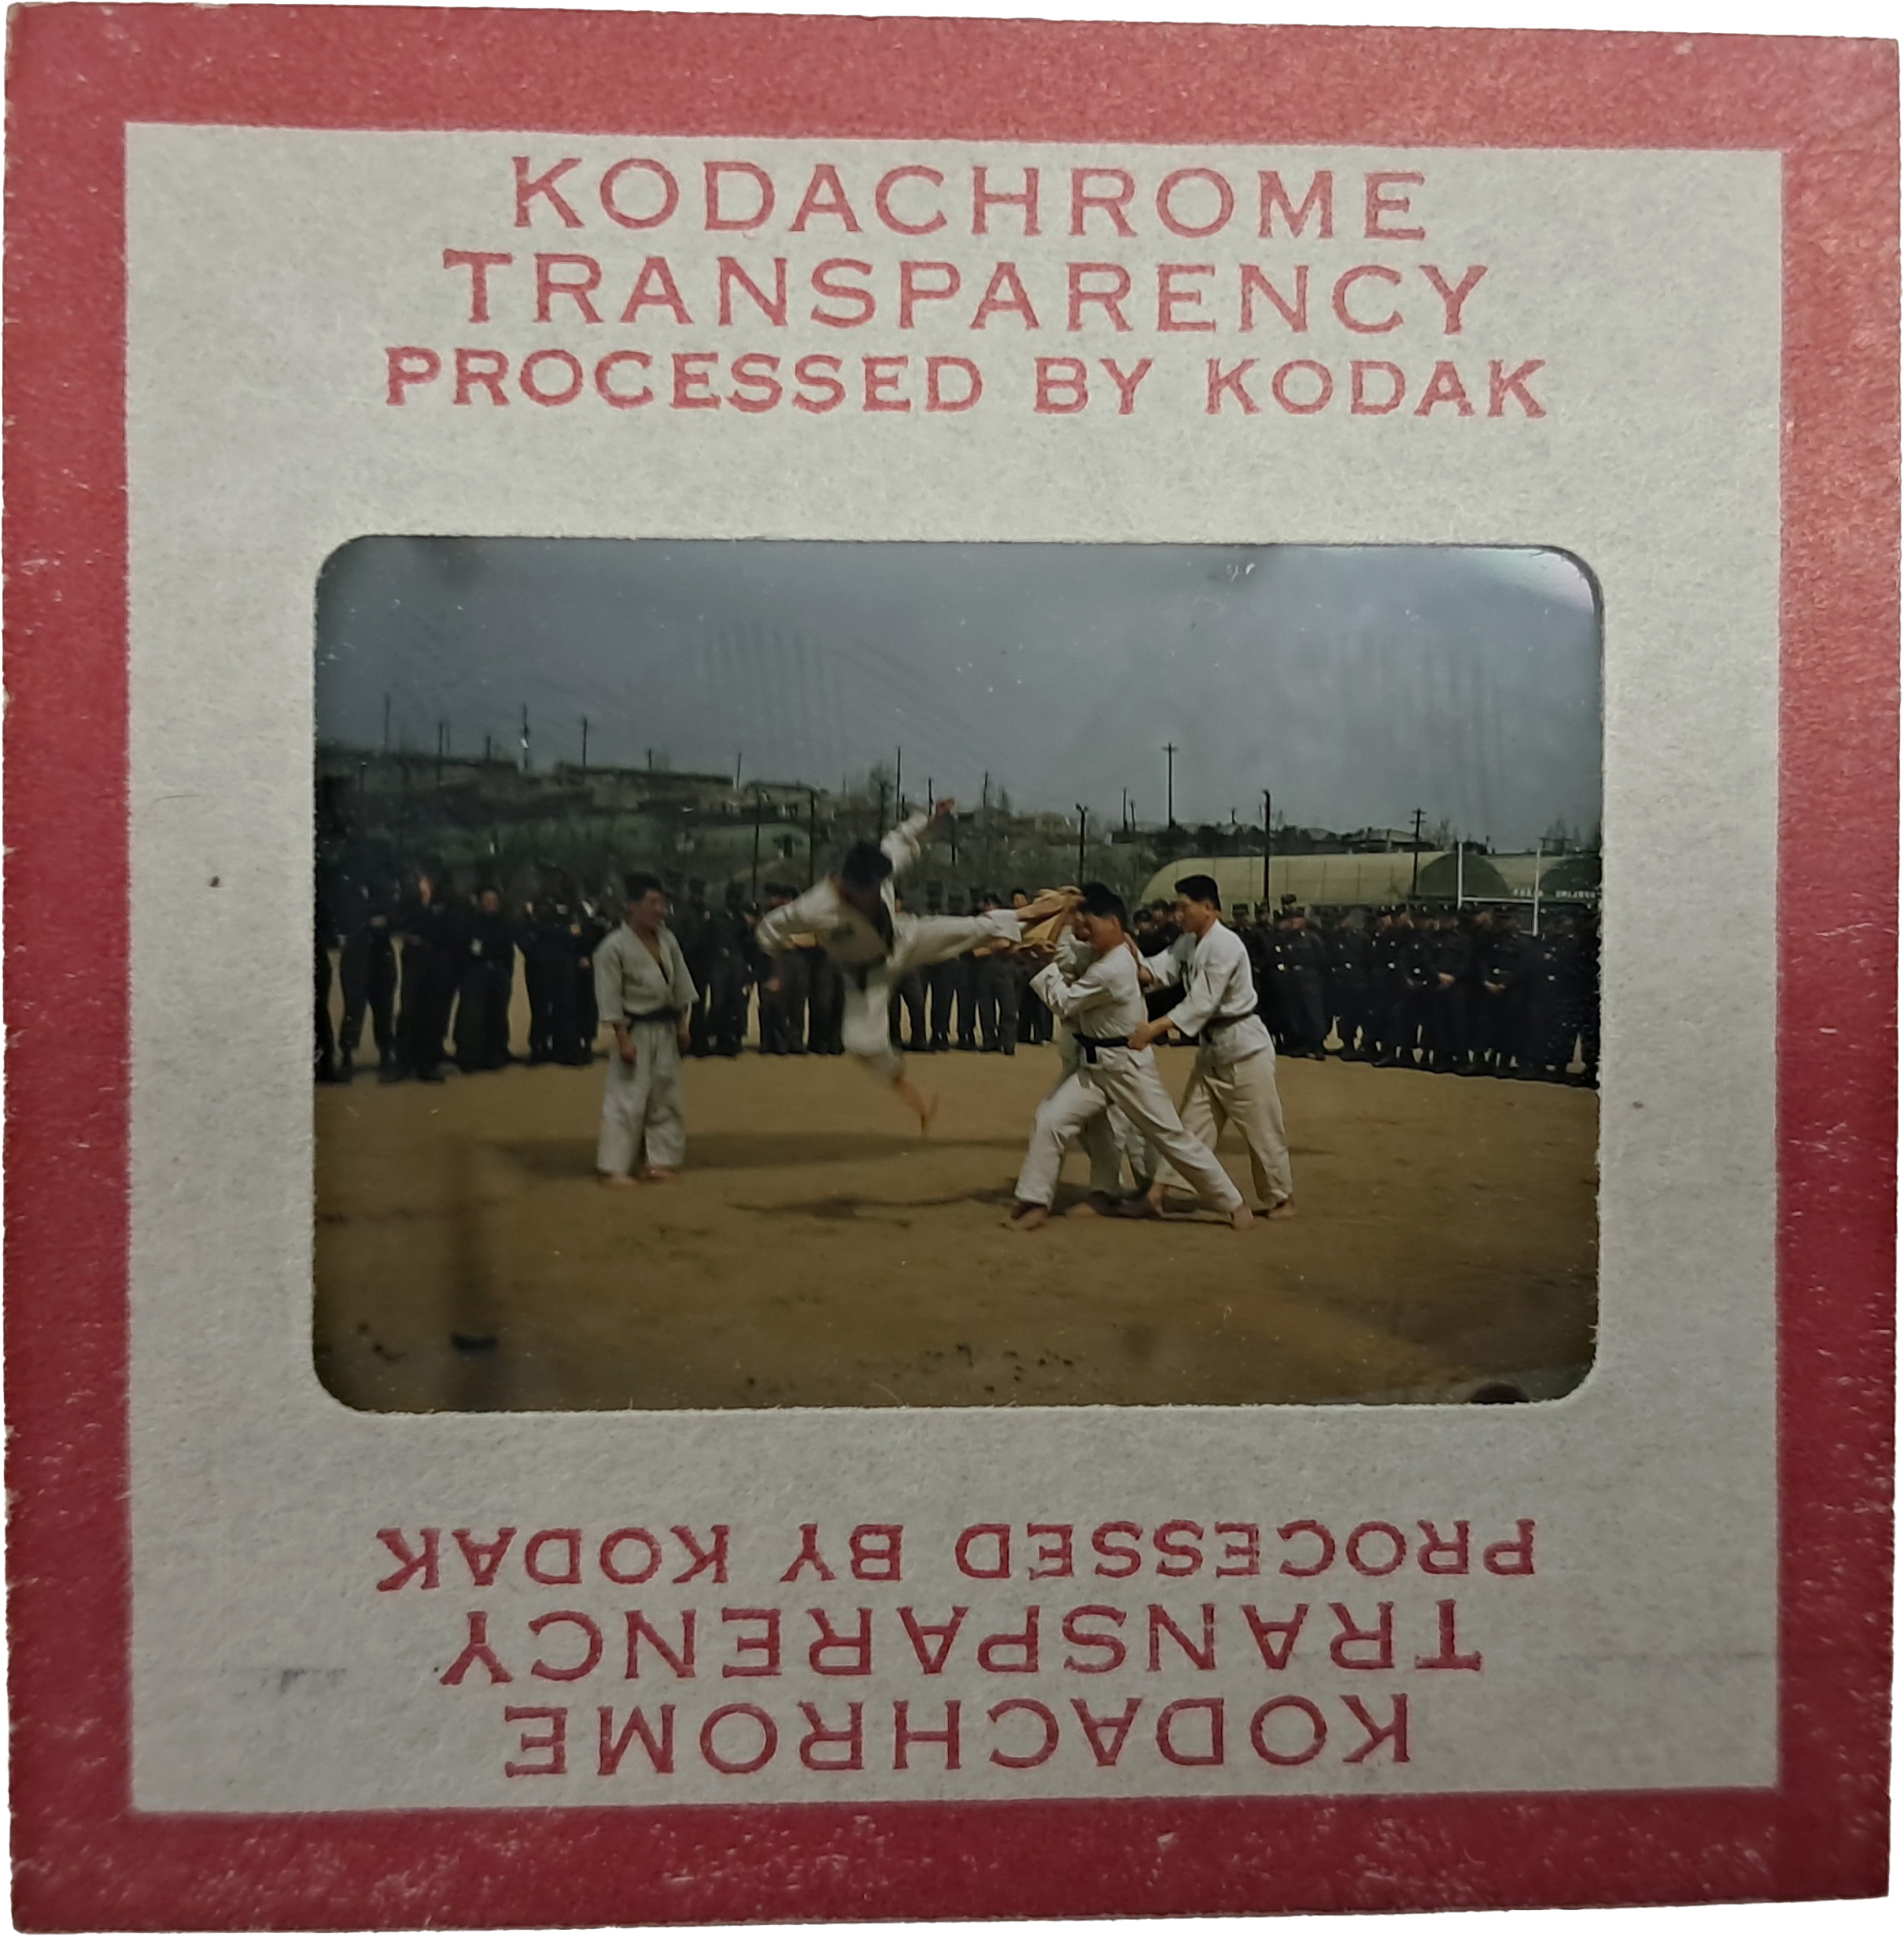 KODACHROME
TRANSPARENCY
PROCESSED BY KODAK
PROCESSED BY KODAK
TRANSPARENCY
KODACHROME